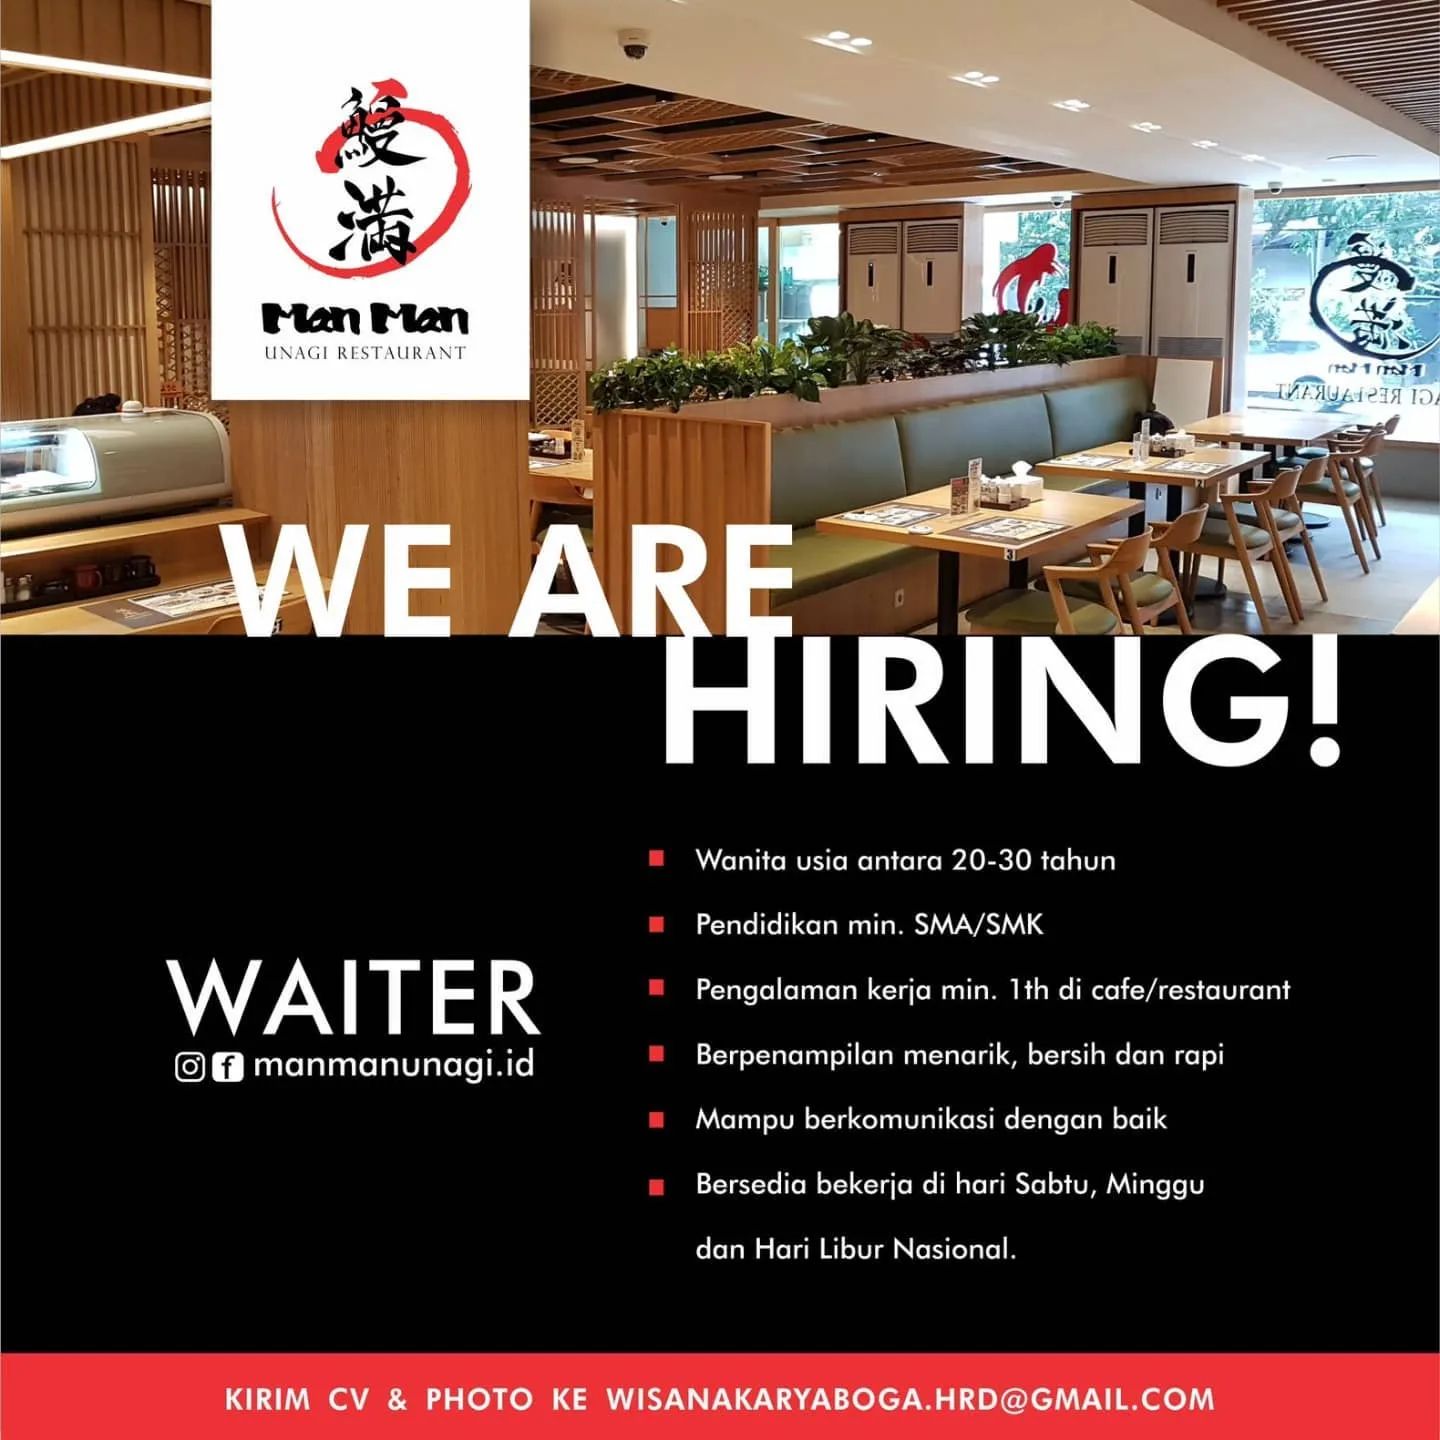 鰻
満
Man Man
UNAGI RESTAURANT
WE ARE
HIRING!
WAITER
manmanunagi.id
Wanita usia antara 20-30 tahun
Pendidikan min. SMA/SMK
Pengalaman kerja min. 1th di cafe/restaurant
Berpenampilan menarik, bersih dan rapi
Mampu berkomunikasi dengan baik
Bersedia bekerja di hari Sabtu, Minggu
dan Hari Libur Nasional.
KIRIM CV & PHOTO KE WISANAKARYABOGA.HRD@GMAIL.COM